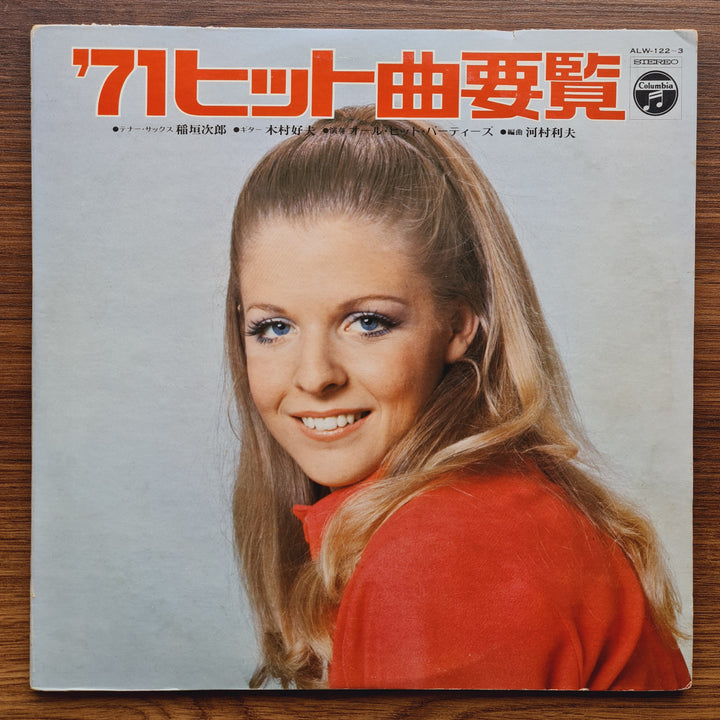 ALW-122~3
'71ヒット曲要覧
STEREO
Columbia
●テナー・サックス 稲垣次郎 ●ギター 木村好夫 ●演奏 オール・ヒット・パーティーズ ●編曲 河村利夫